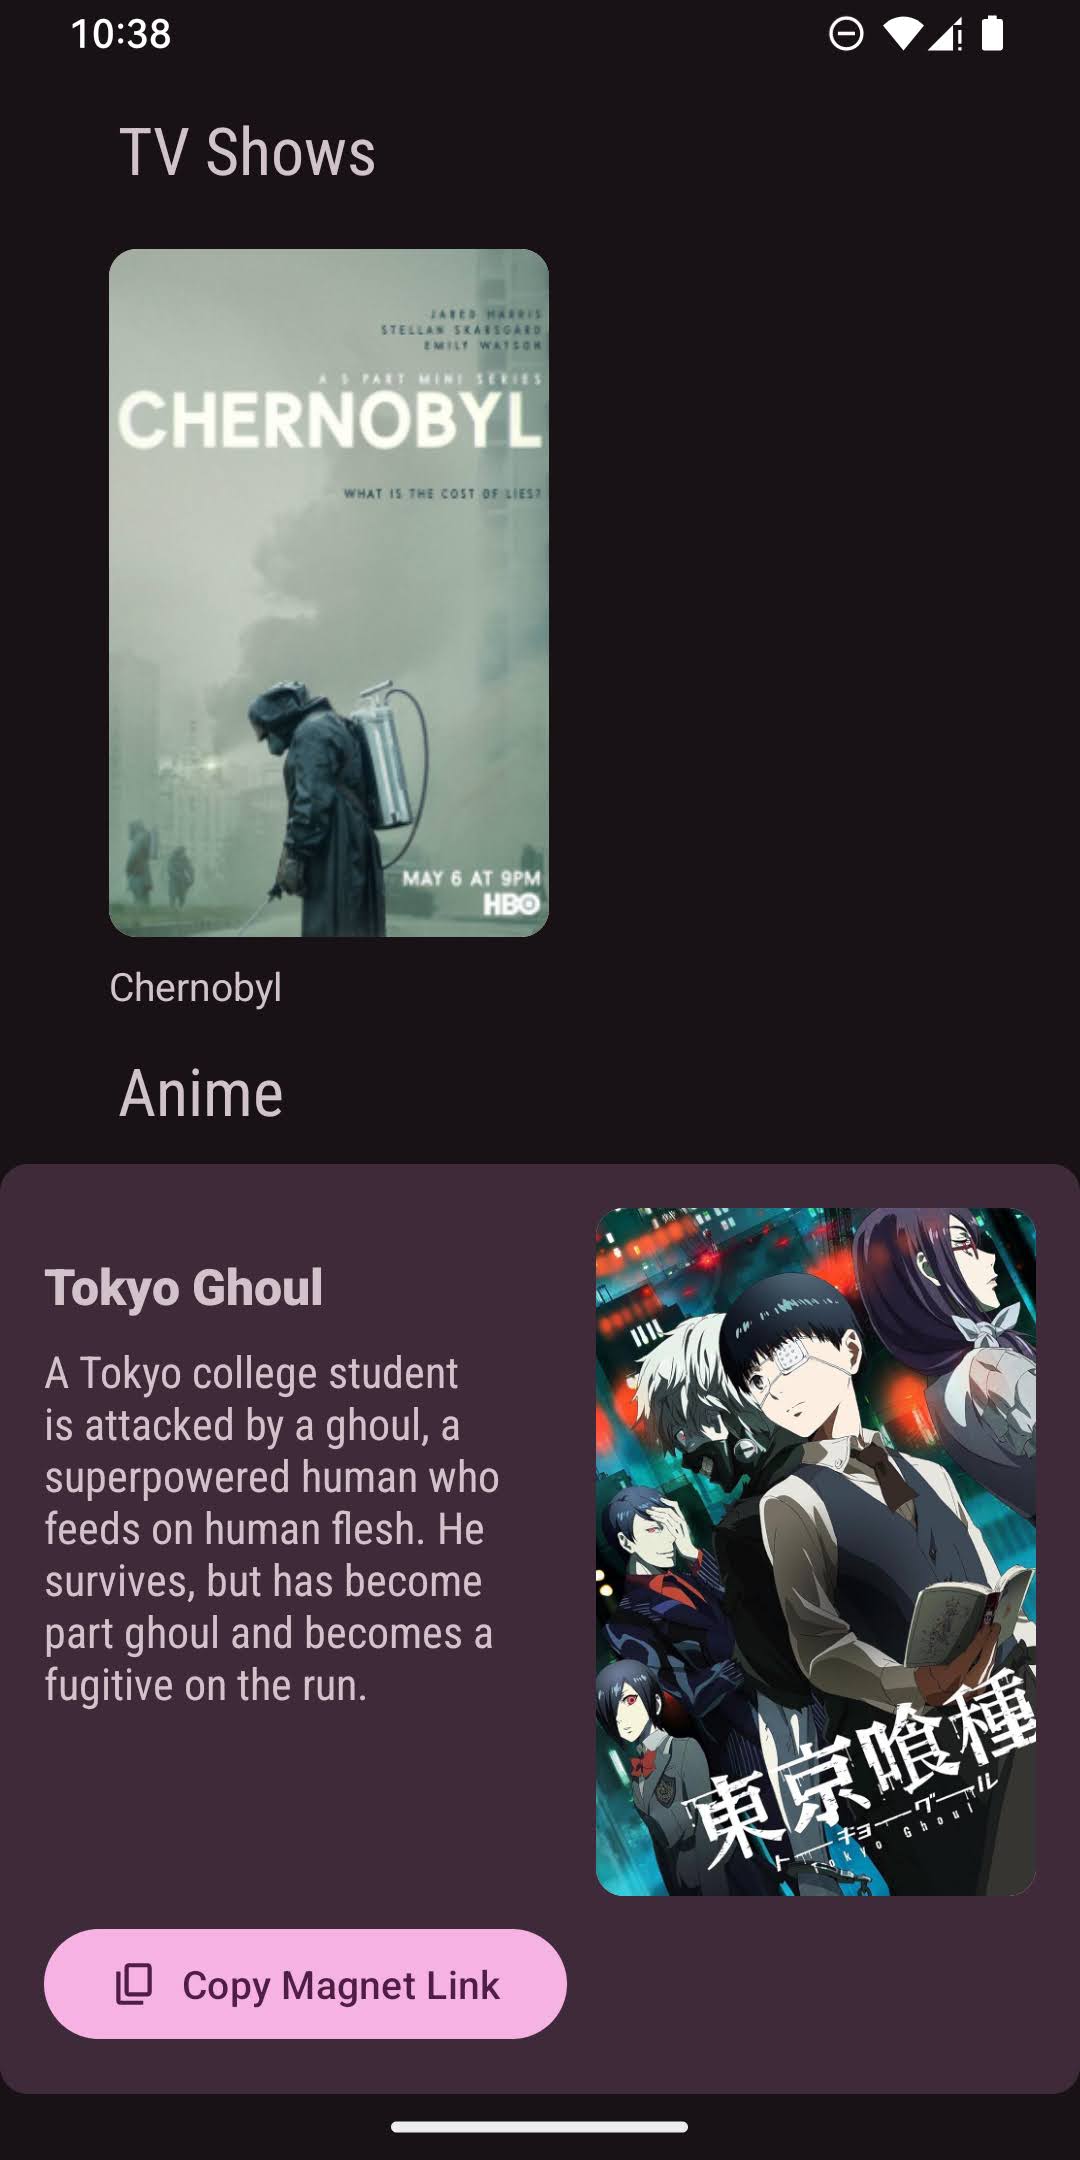 10:38
TV Shows
JARED HARRIS
STELLAN SKARSGARD
EMILY WATSON
A 5 PART MINI SERIES
CHERNOBYL
WHAT IS THE COST OF LIES?
MAY 6 AT 9PM
HBO
Chernobyl
Anime
Tokyo Ghoul
A Tokyo college student
is attacked by a ghoul, a
superpowered human who
feeds on human flesh. He
survives, but has become
part ghoul and becomes a
fugitive on the run.
東京喰種
トーキョーグール
Tokyo Ghoul
Copy Magnet Link